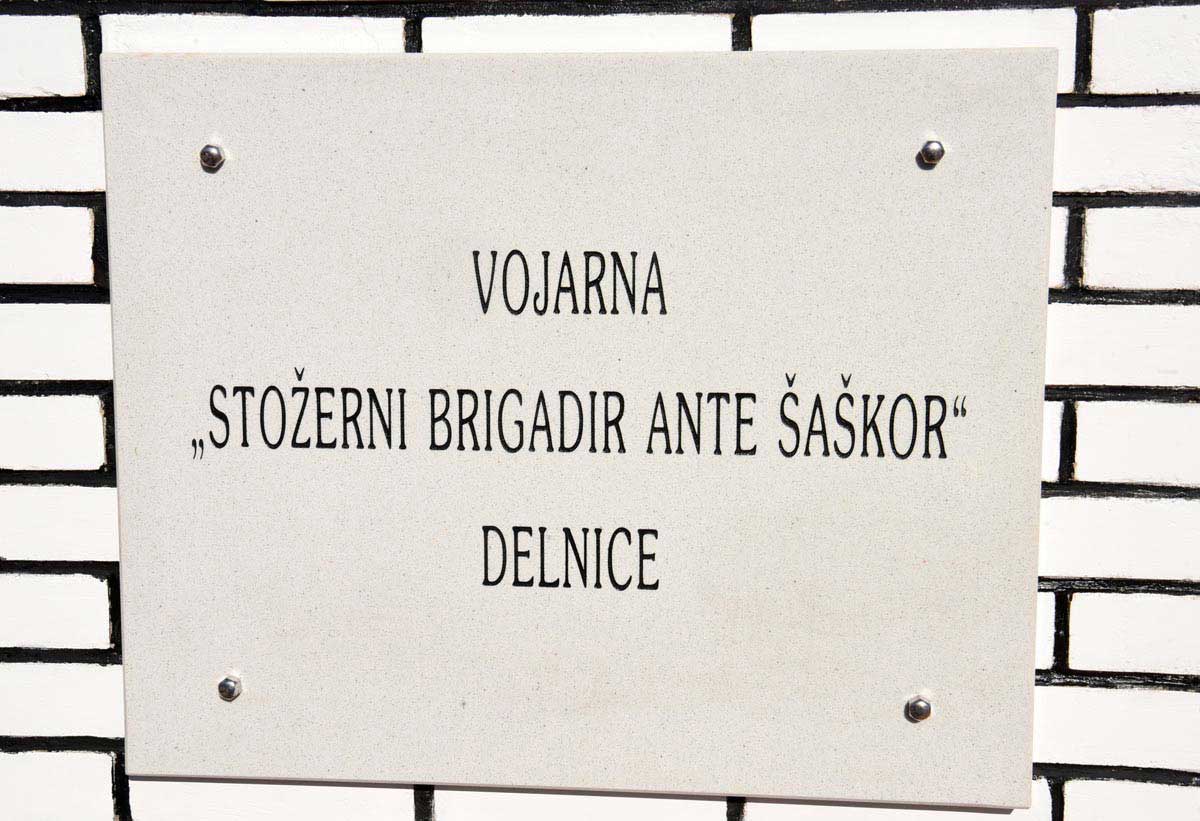 VOJARNA
„STOŽERNI BRIGADIR ANTE ŠAŠKOR“
DELNICE